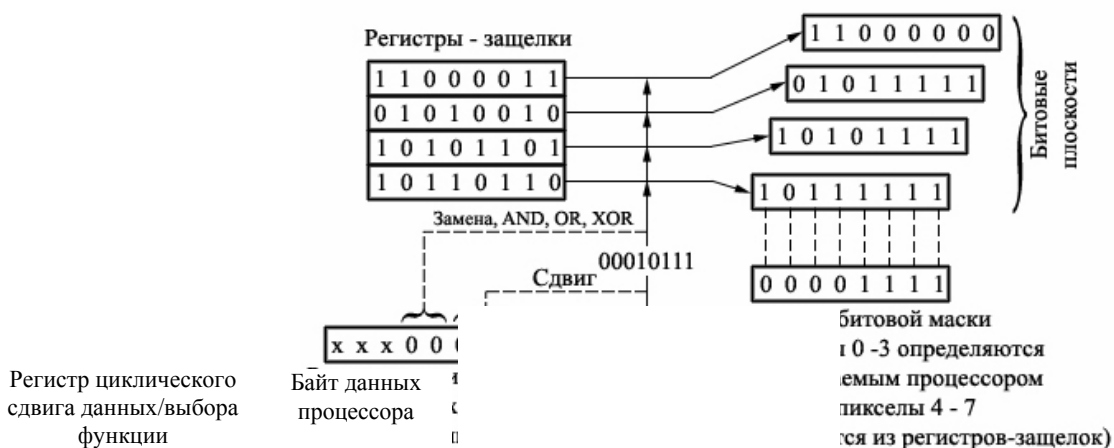 Регистры - защелки
1 1 0 0 0 0 1 1
0 1 0 1 0 0 1 0
1 0 1 0 1 1 0 1
1 0 1 1 0 1 1 0
1 1 0 0 0 0 0 0
0 1 0 1 1 1 1 1
1 0 1 0 1 1 1 1
1 0 1 1 1 1 1 1
Битовые
плоскости
Замена, AND, OR, XOR
00010111
Сдвиг
0 0 0 0 1 1 1 1
x x x 0 0
битовой маски
0 -3 определяются
процессором
пикселы 4 - 7
из регистров-защелок)
Регистр циклического
сдвига данных/выбора
функции
Байт данных
процессора